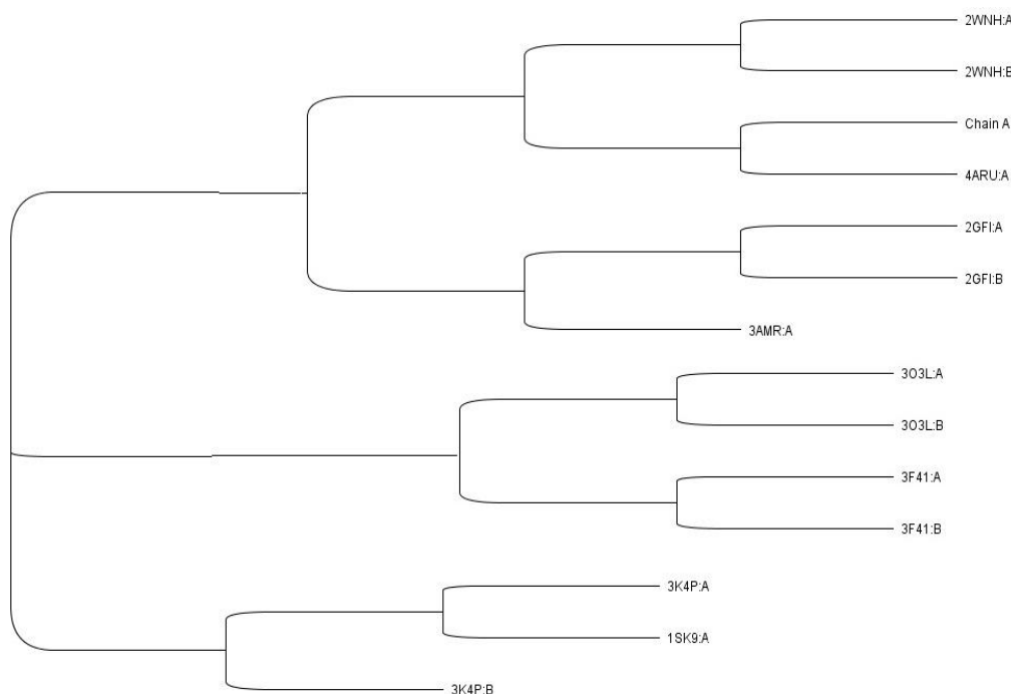 2WNH:A
2WNH:B
Chain A
4ARU:A
2GFI:A
2GFI:B
3AMR:A
3O3L:A
3O3L:B
3F41:A
3F41:B
3K4P:A
1SK9:A
3K4P:B